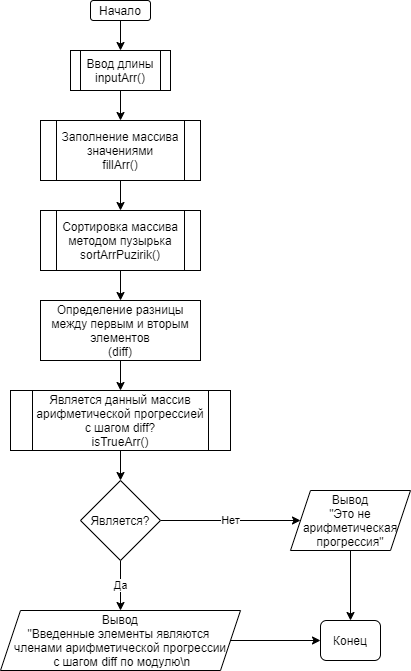 Начало
Ввод длины
inputArr()
Заполнение массива
значениями
fillArr()
Сортировка массива
методом пузырька
sortArrPuzirik()
Определение разницы
между первым и вторым
элементов
(diff)
Является данный массив
арифметической прогрессией
с шагом diff?
isTrueArr()
Является?
Нет
Вывод
"Это не
арифметическая
прогрессия"
Да
Вывод
"Введенные элементы являются
членами арифметической прогрессии
с шагом diff по модулю\n
Конец